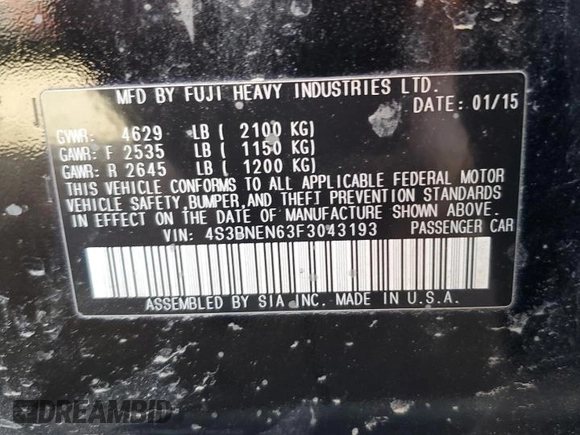 MFD BY FUJI HEAVY INDUSTRIES LTD.
DATE: 01/15
GVWR: 4629 LB ( 2100 KG)
GAWR: F 2535 LB ( 1150 KG)
GAWR: R 2645 LB ( 1200 KG)
THIS VEHICLE CONFORMS TO ALL APPLICABLE FEDERAL MOTOR
VEHICLE SAFETY, BUMPER, AND THEFT PREVENTION STANDARDS
IN EFFECT ON THE DATE OF MANUFACTURE SHOWN ABOVE.
VIN: 4S3BNEN63F3043193 PASSENGER CAR
ASSEMBLED BY SIA INC. MADE IN U.S.A.
DREAMBID